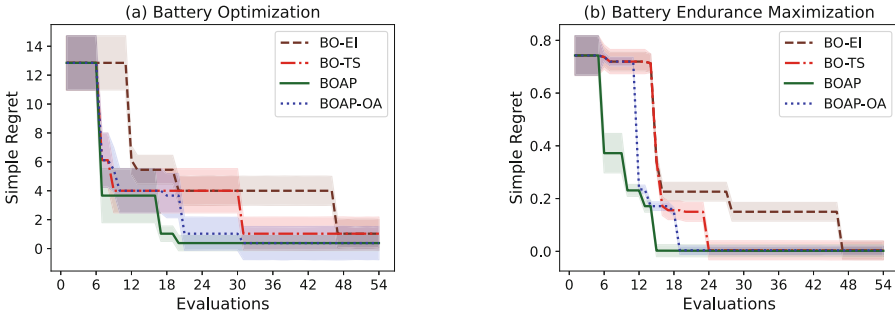 (a) Battery Optimization
14
12
10
8
6
4
2
0
Simple Regret
0 6 12 18 24 30 36 42 48 54
Evaluations
BO-EI
BO-TS
BOAP
BOAP-OA
(b) Battery Endurance Maximization
0.8
0.6
0.4
0.2
0.0
Simple Regret
0 6 12 18 24 30 36 42 48 54
Evaluations
BO-EI
BO-TS
BOAP
BOAP-OA